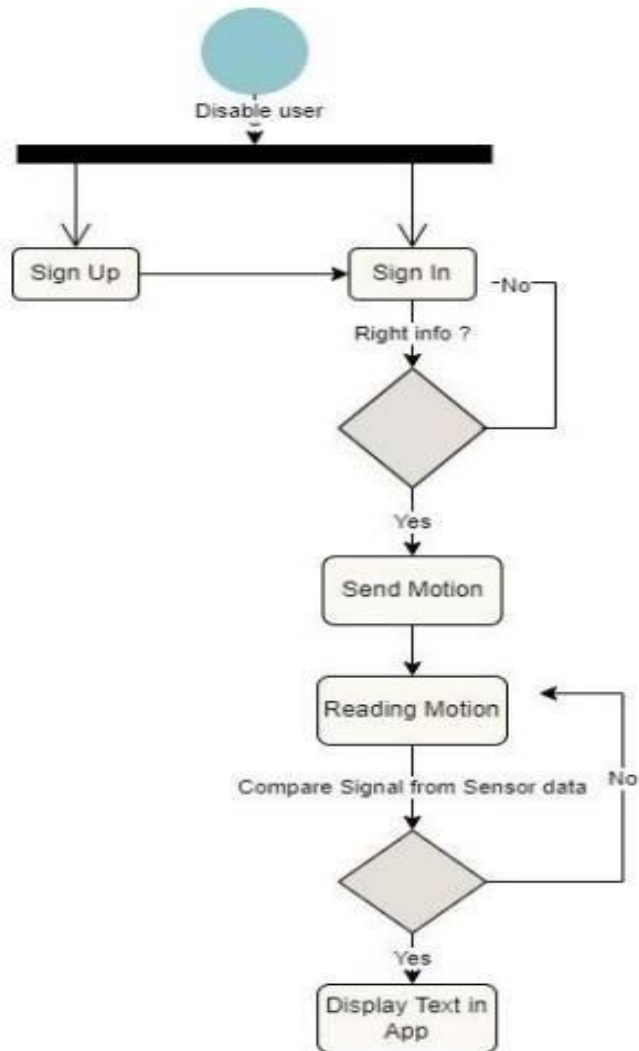 Disable user
Sign Up
Sign In
No
Right info ?
Yes
Send Motion
Reading Motion
Compare Signal from Sensor data
No
Yes
Display Text in
App